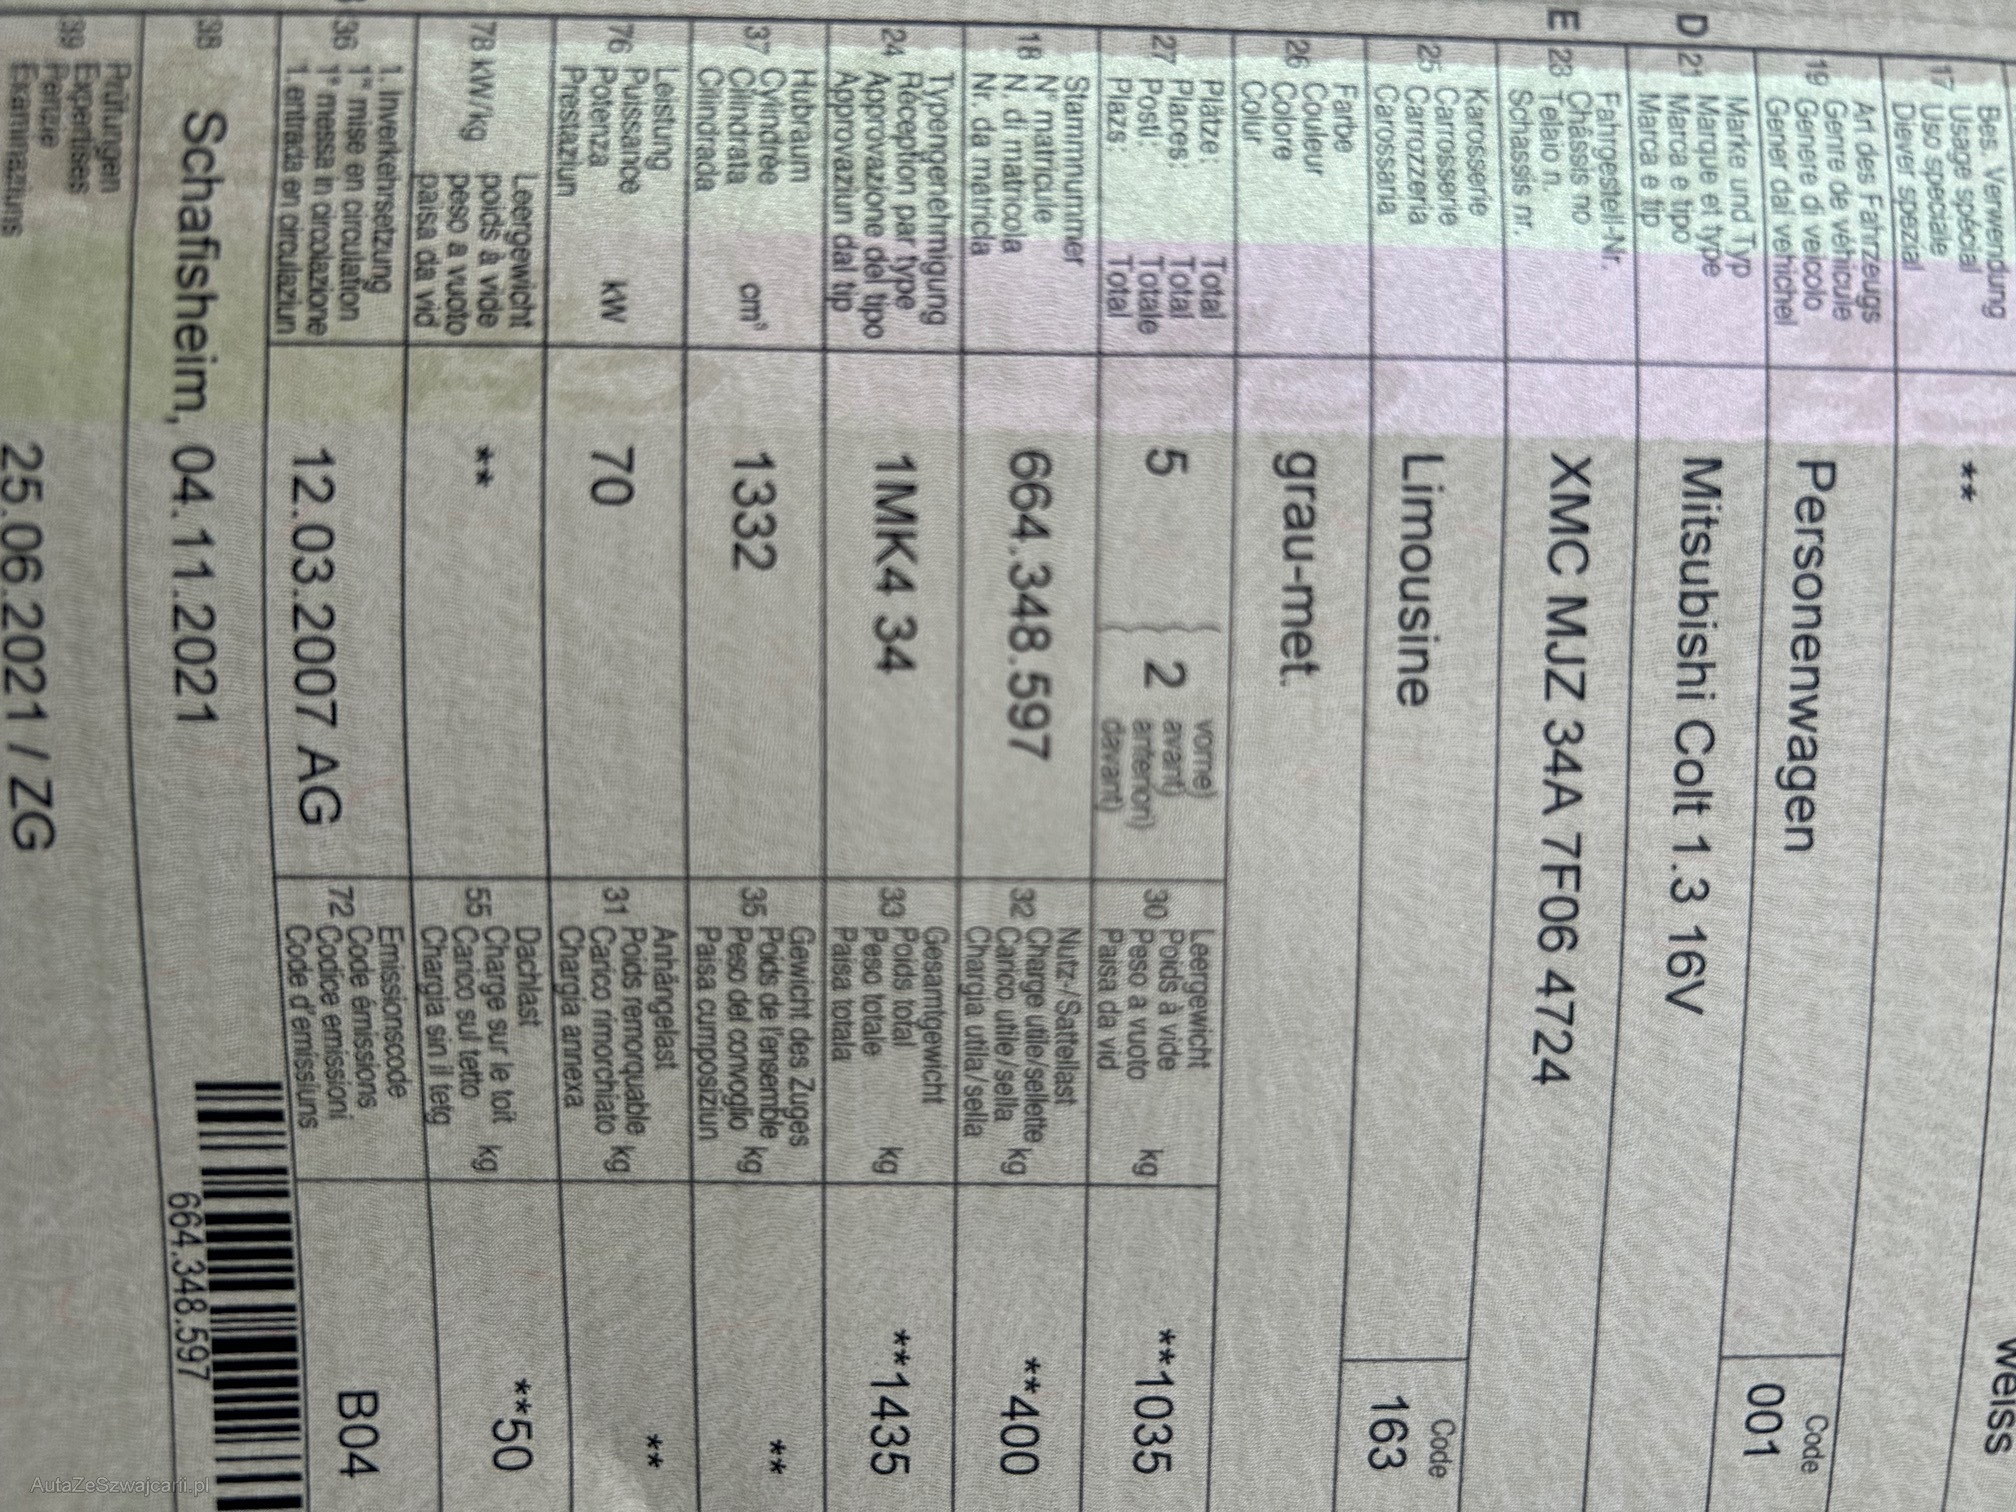 weiss
Bes. Verwendung
Usage spécial
17 Uso speciale
Diever spezial
**
Art des Fahrzeugs
Genre de véhicule
19 Genere di veicolo
Gener dal vehichel
Personenwagen
Code
001
D
Marke und Typ
Marque et type
21 Marca e tipo
Marca e tip
Mitsubishi Colt 1.3 16V
E
Fahrgestell-Nr.
Châssis no
23 Telaio n.
Schassis nr.
XMC MJZ 34A 7F06 4724
Karosserie
Carrosserie
25 Carrozzeria
Carossaria
Limousine
Code
163
Farbe
Couleur
26 Colore
Colur
grau-met.
Plätze: Total
Places: Total
27 Posti: Totale
Plazs: Total
5
2
vorne)
avant)
anteriori)
davant)
Leergewicht
Poids à vide
30 Peso a vuoto kg
Paisa da vid
**1035
Stammnummer
N° matricule
18 N. di matricola
Nr. da matricla
664.348.597
Nutz-/Sattellast
Charge utile/sellette
32 Carico utile/sella kg
Chargia utila/sella
**400
Typengenehmigung
Réception par type
24 Approvazione del tipo
Approvaziun dal tip
1MK4 34
Gesamtgewicht
Poids total
33 Peso totale kg
Paisa totala
**1435
Hubraum
Cylindrée
37 Cilindrata cm³
Cilindrada
1332
Gewicht des Zuges
Poids de l'ensemble
35 Peso del convoglio kg
Paisa cumposiziun
**
Leistung
Puissance
76 Potenza kW
Prestaziun
70
Anhängelast
Poids remorquable
31 Carico rimorchiato kg
Chargia annexa
**
Leergewicht
poids à vide
78 kW/kg peso a vuoto
paisa da vid
**
Dachlast
Charge sur le toit
55 Carico sul tetto kg
Chargia sin il tetg
**50
1. Inverkehrsetzung
1re mise en circulation
36 1a messa in circolazione
1. entrada en circulaziun
12.03.2007 AG
Emissionscode
Code émissions
72 Codice emissioni
Code d'emissiuns
B04
38 Schafisheim, 04.11.2021
664.348.597
Prüfungen
Expertises
39 Perizie
Examinaziuns
25.06.2021 / ZG
AutaZeSzwajcarii.pl